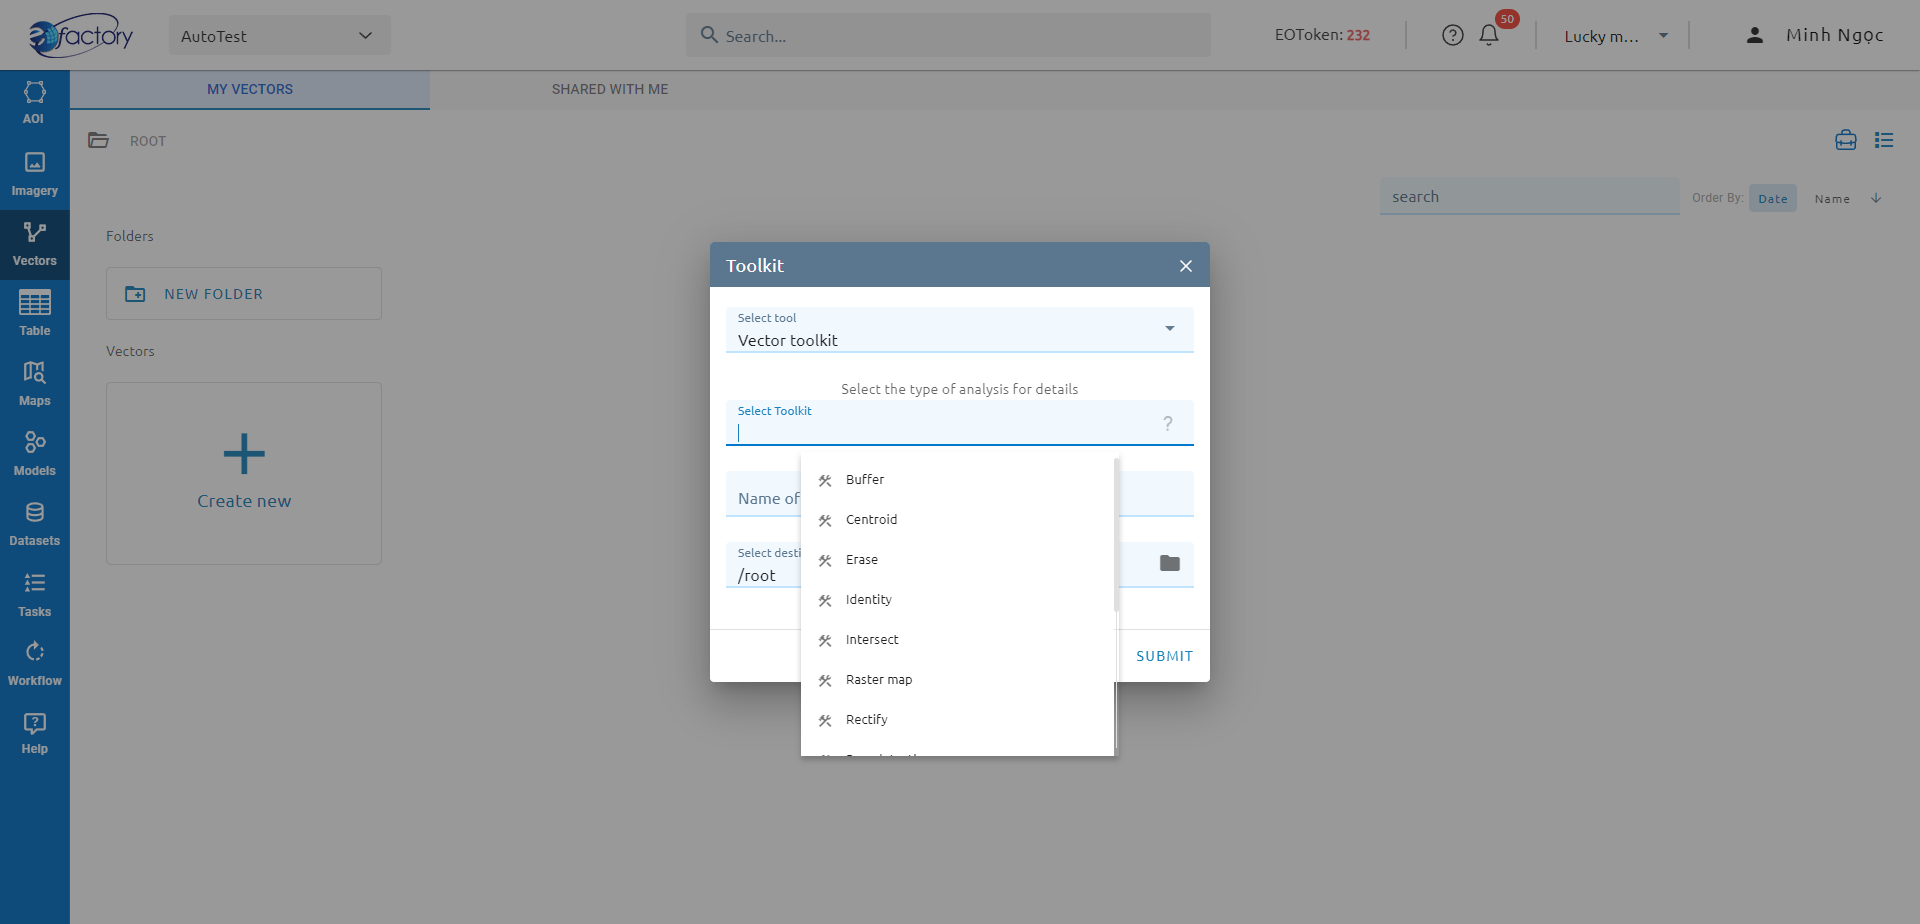 eofactory
AutoTest
Search...
EOToken: 232
50
Lucky m...
Minh Ngọc
AOI
Imagery
Vectors
Table
Maps
Models
Datasets
Tasks
Workflow
Help
MY VECTORS
SHARED WITH ME
ROOT
search
Order By:
Date
Name
Folders
NEW FOLDER
Vectors
Create new
Toolkit
Select tool
Vector toolkit
Select the type of analysis for details
Select Toolkit
?
Name of
Select desti
/root
Buffer
Centroid
Erase
Identity
Intersect
Raster map
Rectify
SUBMIT